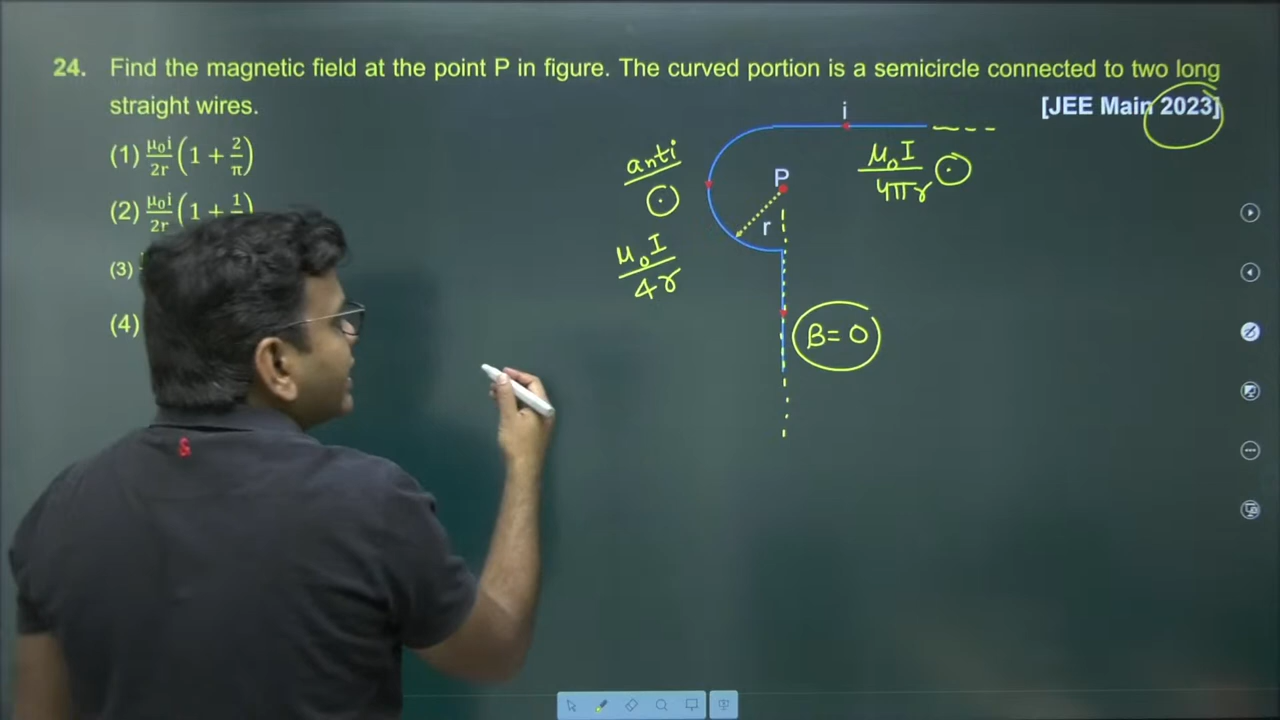 24. Find the magnetic field at the point P in figure. The curved portion is a semicircle connected to two long
straight wires.
[JEE Main 2023]
(1) μ₀i/2r (1 + 2/π)
(2) μ₀i/2r (1 + 1/
(3)
(4)
i
P
r
anti
μ₀I/4r
μ₀I/4πr
B=0
S